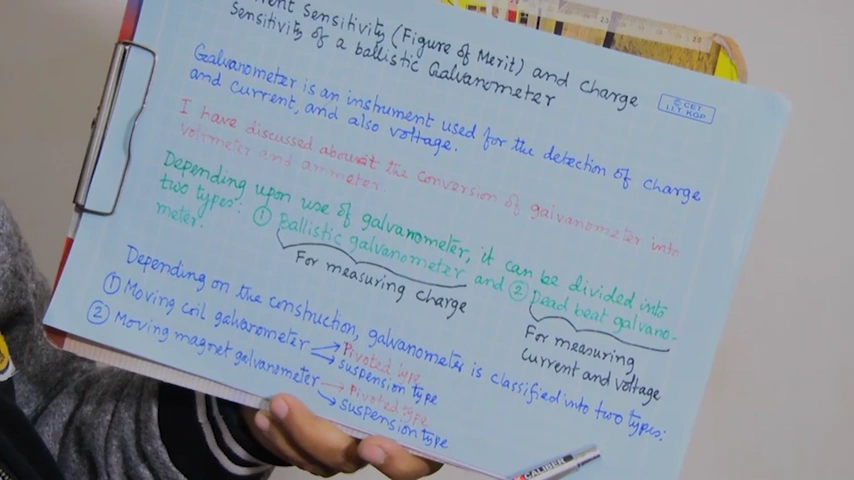 Sensitivity (Figure of Merit) and charge
Sensitivity of a ballistic Galvanometer
© CET
I.I.T. KGP
Galvanometer is an instrument used for the detection of charge
and current, and also voltage.
I have discussed about the conversion of galvanometer into
voltmeter and ammeter.
Depending upon use of galvanometer, it can be divided into
two types: ① Ballistic galvanometer and ② Dead beat galvano-
meter.
For measuring charge
For measuring
current and voltage
Depending on the construction, galvanometer is classified into two types:
① Moving coil galvanometer → Pivoted type
→ suspension type
② Moving magnet galvanometer → Pivoted type
→ suspension type
CALIBER